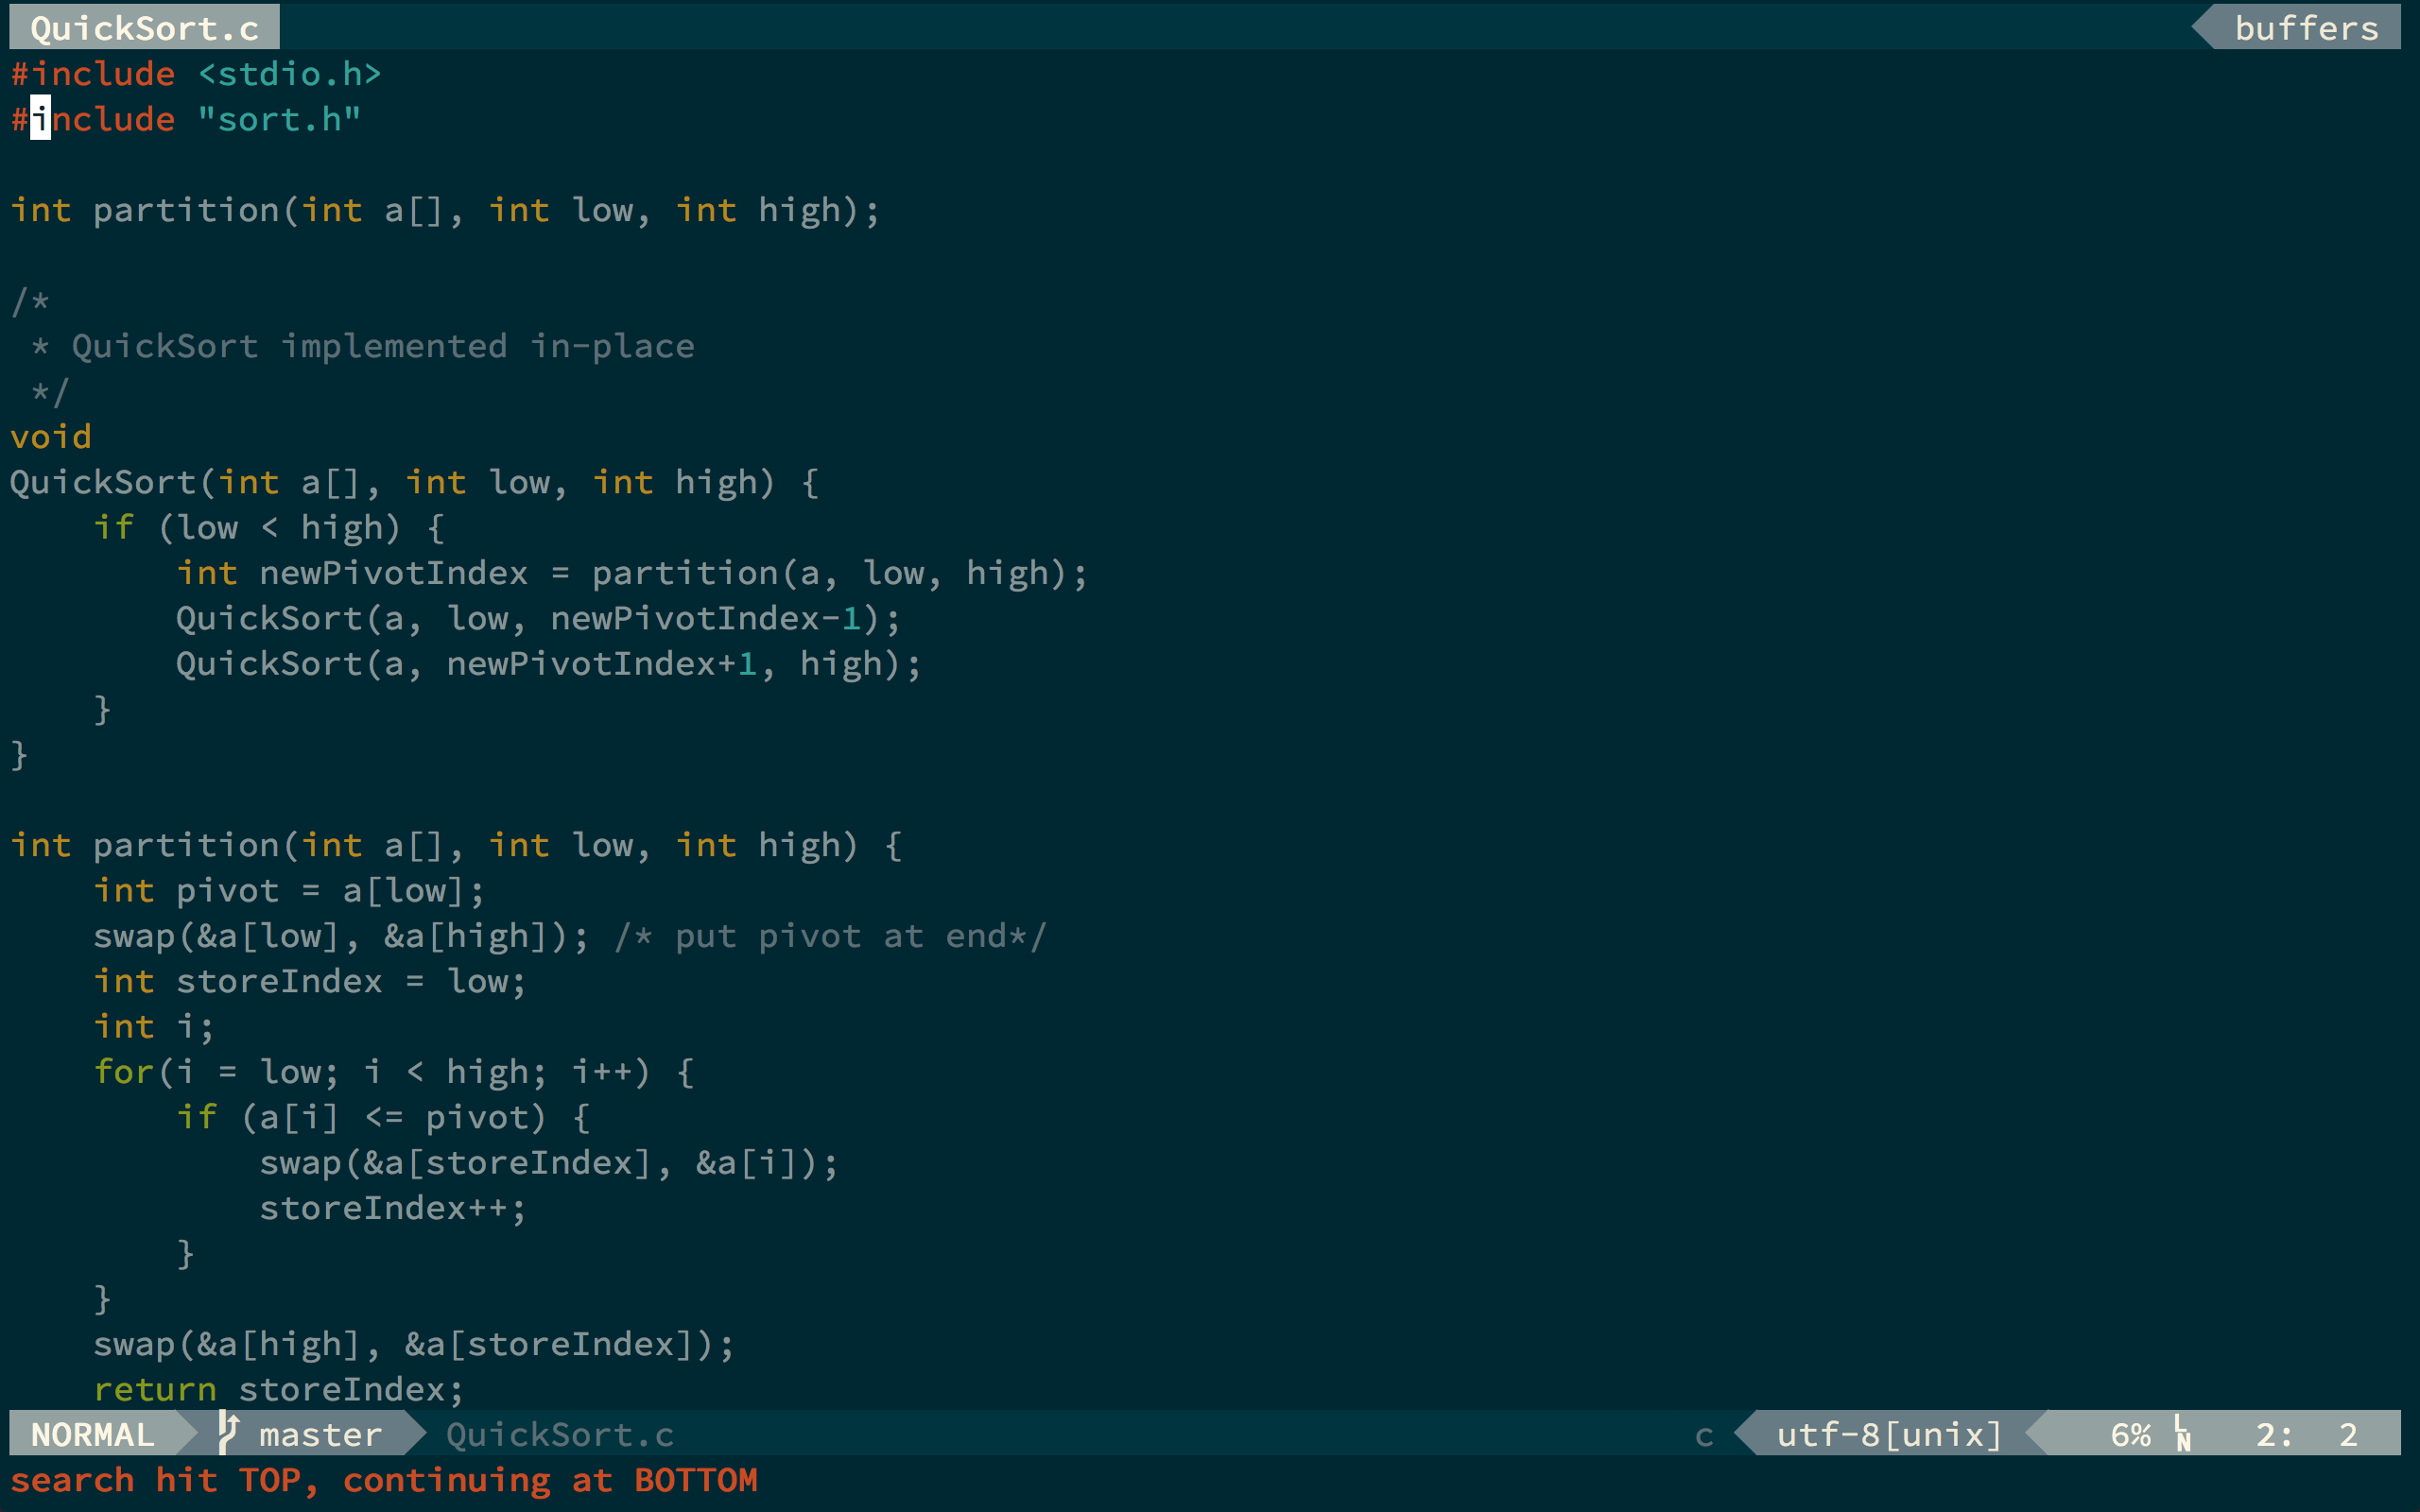 QuickSort.c buffers
#include <stdio.h>
#include "sort.h"

int partition(int a[], int low, int high);

/*
 * QuickSort implemented in-place
 */
void
QuickSort(int a[], int low, int high) {
    if (low < high) {
        int newPivotIndex = partition(a, low, high);
        QuickSort(a, low, newPivotIndex-1);
        QuickSort(a, newPivotIndex+1, high);
    }
}

int partition(int a[], int low, int high) {
    int pivot = a[low];
    swap(&a[low], &a[high]); /* put pivot at end*/
    int storeIndex = low;
    int i;
    for(i = low; i < high; i++) {
        if (a[i] <= pivot) {
            swap(&a[storeIndex], &a[i]);
            storeIndex++;
        }
    }
    swap(&a[high], &a[storeIndex]);
    return storeIndex;
NORMAL master QuickSort.c c utf-8[unix] 6% LN 2: 2
search hit TOP, continuing at BOTTOM